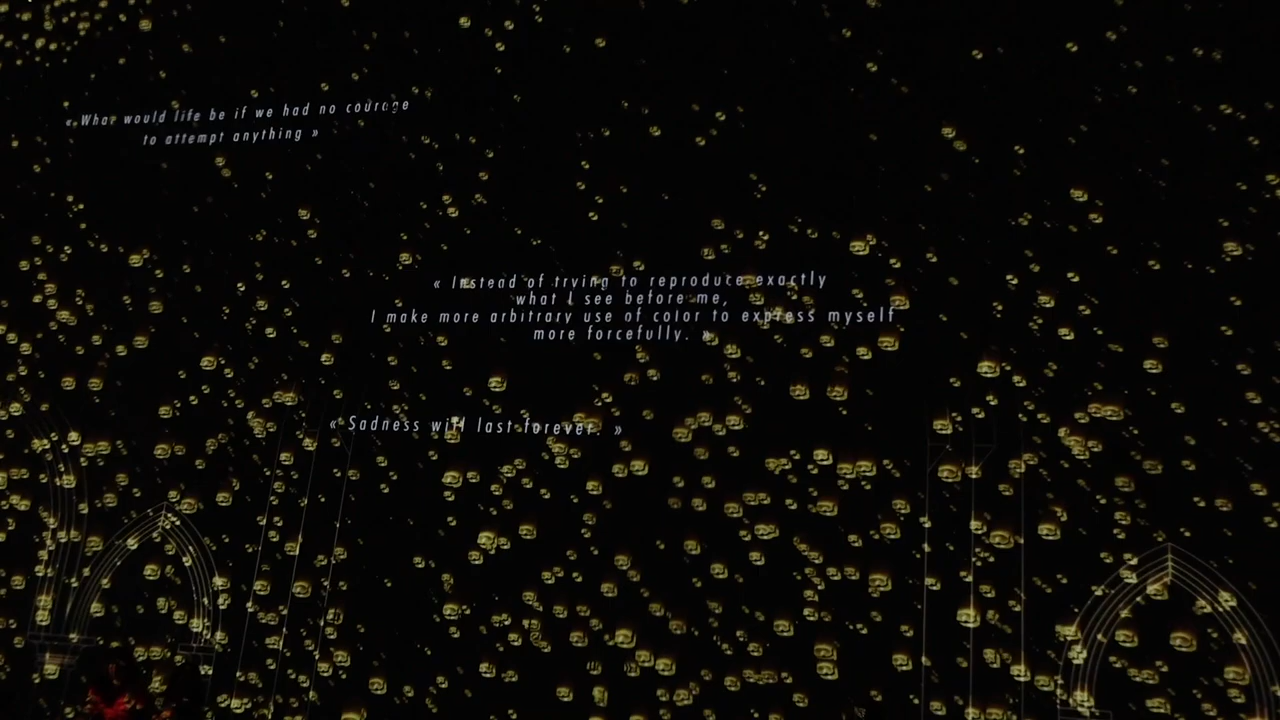 « What would life be if we had no courage
to attempt anything »
« Instead of trying to reproduce exactly
what I see before me,
I make more arbitrary use of color to express myself
more forcefully. »
« Sadness will last forever. »